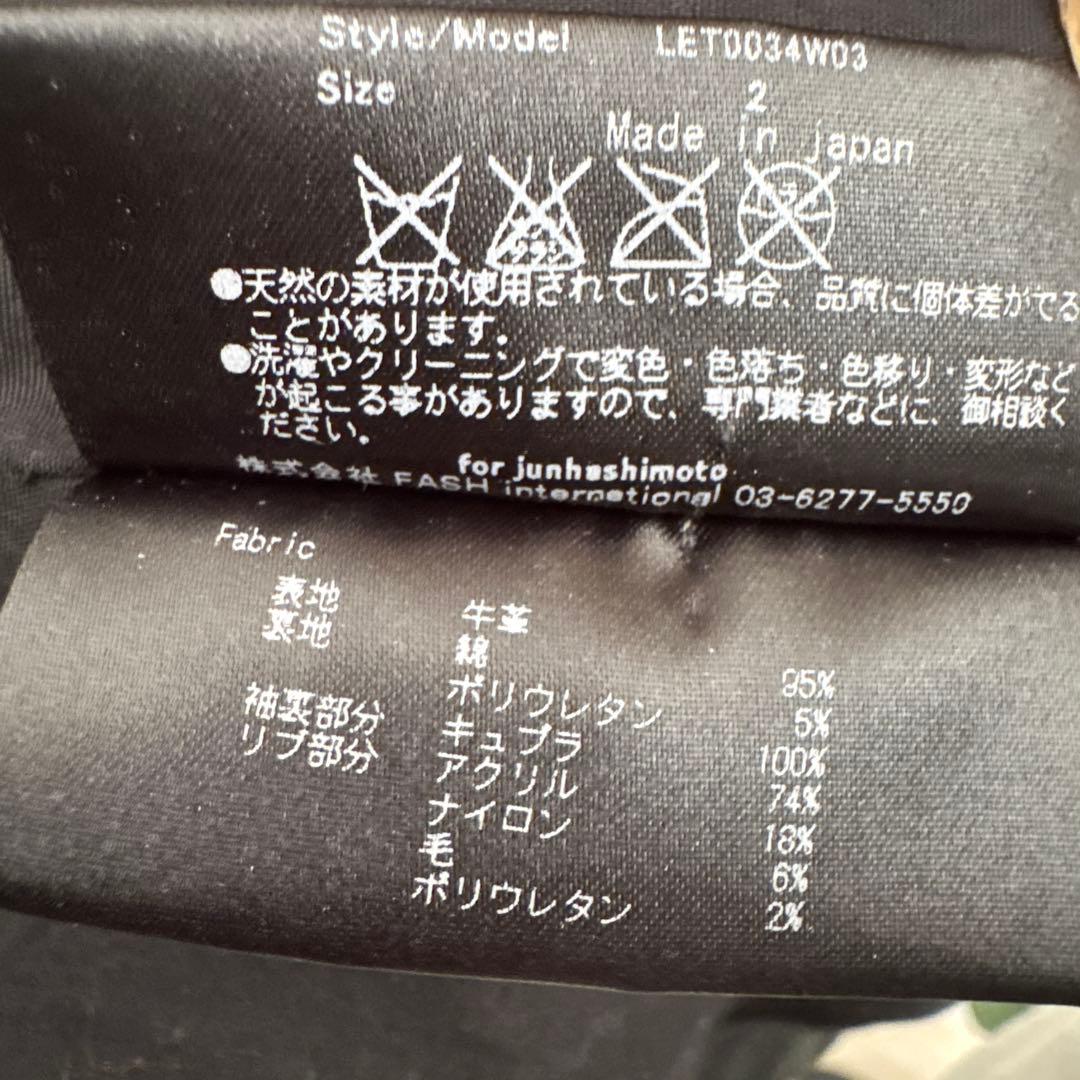 Style/Model LET0034W03
Size 2
Made in japan
●天然の素材が使用されている場合、品質に個体差がでる
ことがあります。
●洗濯やクリーニングで変色・色落ち・色移り・変形など
が起こる事がありますので、専門業者などに、御相談く
ださい。
for junhashimoto
株式会社 FASH international 03-6277-5550
Fabric
表地 牛革
裏地 綿 95%
ポリウレタン 5%
袖裏部分 キュプラ 100%
リブ部分 アクリル 74%
ナイロン 18%
毛 6%
ポリウレタン 2%